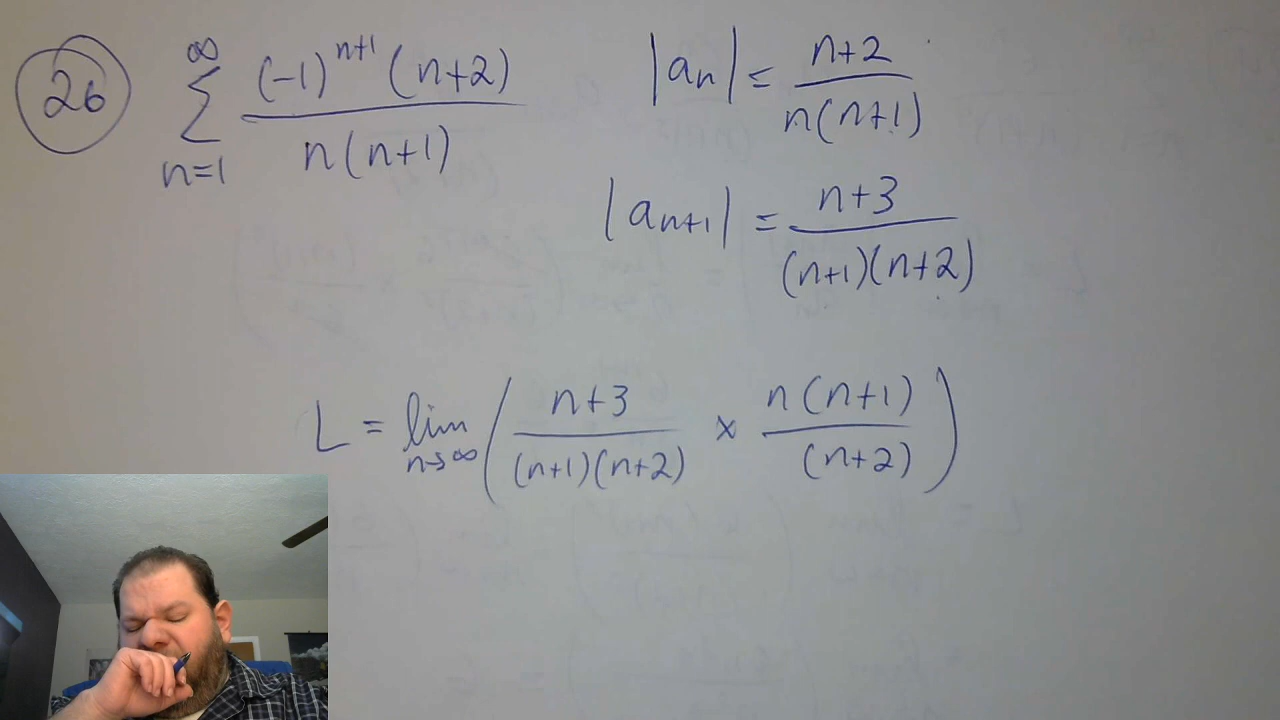 26 ∞ ∑ n=1 (-1)^{n+1} (n+2) / n(n+1)
|a_n| = n+2 / n(n+1)
|a_{n+1}| = n+3 / (n+1)(n+2)
L = lim n→∞ ( n+3 / (n+1)(n+2) × n(n+1) / (n+2) )